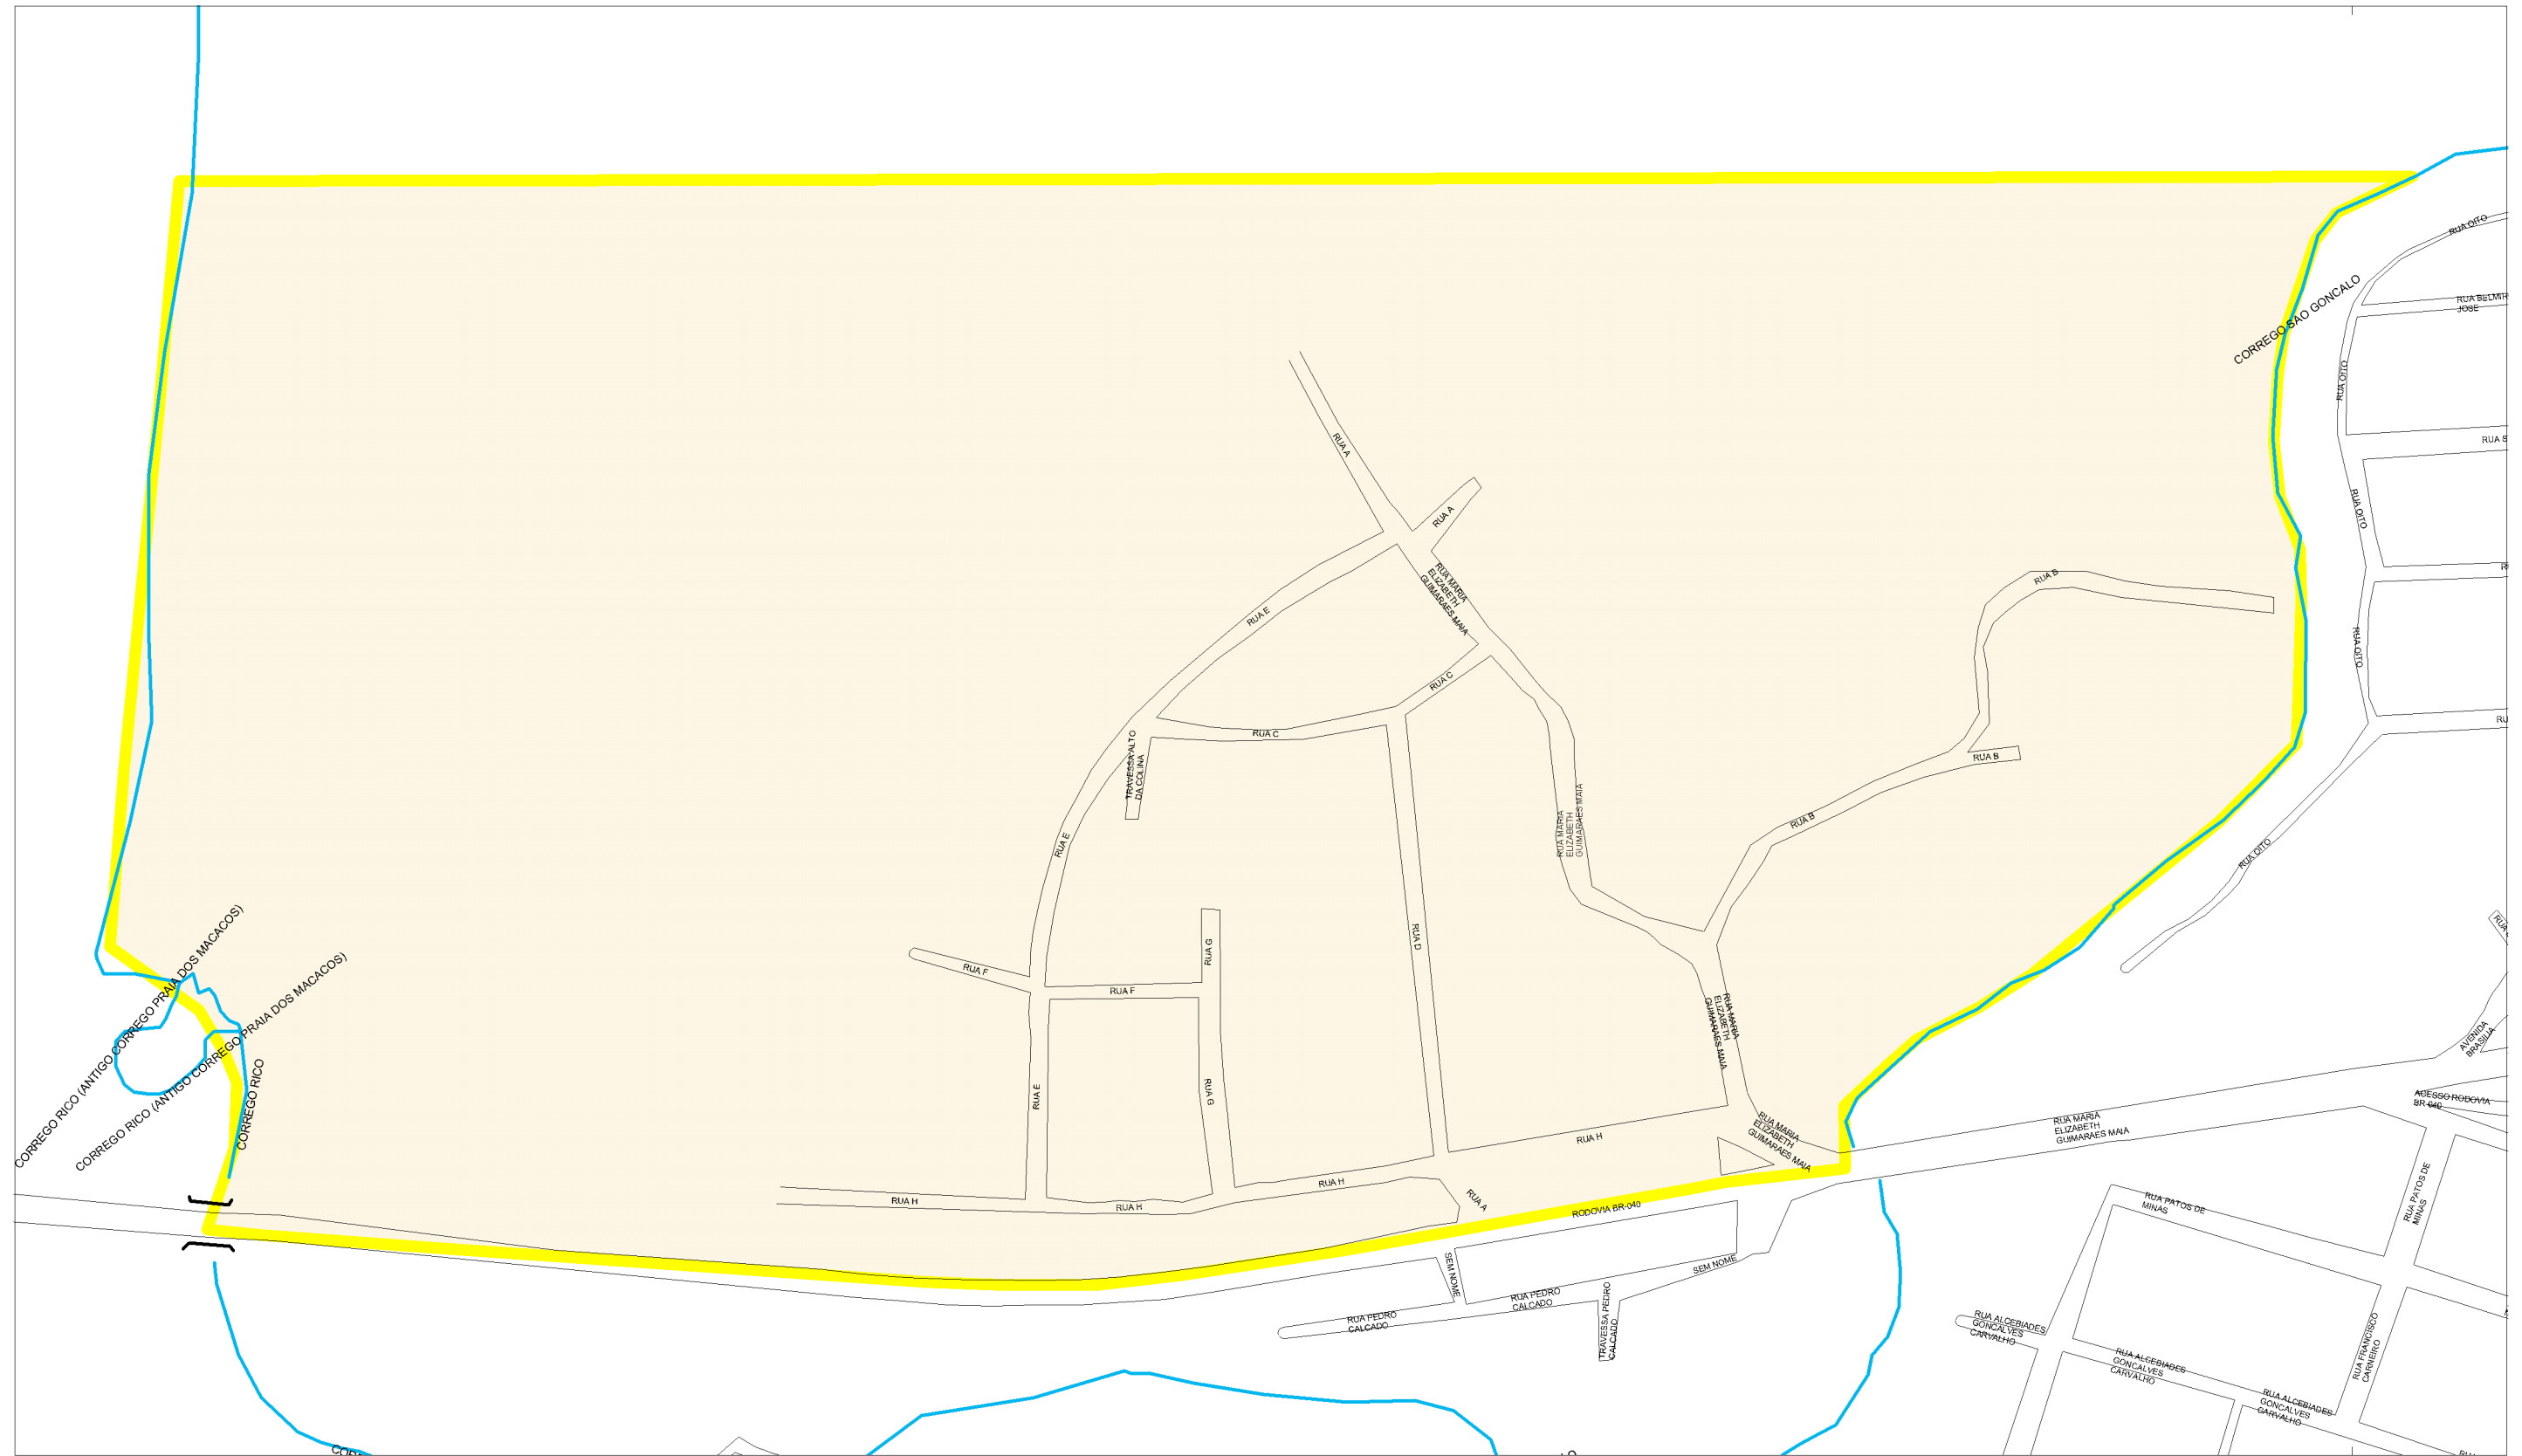 RUA OITO
CORREGO SAO GONCALO
RUA BELMIR
JOSE
RUA OITO
RUA A
RUA S
RUA OITO
RUA A
RUA MARIA
ELIZABETH
GUIMARAES MAIA
RUA B
RUA E
RUA OITO
RUA C
RU
RUA C
TRAVESSA ALTO
DA COLINA
RUA B
RUA MARIA
ELIZABETH
GUIMARAES MAIA
RUA B
RUA E
RUA OITO
CORREGO RICO (ANTIGO CORREGO PRAIA DOS MACACOS)
CORREGO RICO (ANTIGO CORREGO PRAIA DOS MACACOS)
CORREGO RICO
RUA G
RUA D
RUA F
RUA F
RUA MARIA
ELIZABETH
GUIMARAES MAIA
AVENIDA
BRASILIA
RUA E
RUA G
ACESSO RODOVIA
BR-040
RUA MARIA
ELIZABETH
GUIMARAES MAIA
RUA MARIA
ELIZABETH
GUIMARAES MAIA
RUA H
RUA H
RUA H
RUA H
RUA A
RODOVIA BR-040
RUA PATOS DE
MINAS
RUA PATOS DE
MINAS
SEM NOME
SEM NOME
RUA PEDRO
CALCADO
RUA PEDRO
CALCADO
TRAVESSA PEDRO
CALCADO
RUA ALCEBIADES
GONCALVES
CARVALHO
RUA ALCEBIADES
GONCALVES
CARVALHO
RUA FRANCISCO
CARNEIRO
RUA ALCEBIADES
GONCALVES
CARVALHO